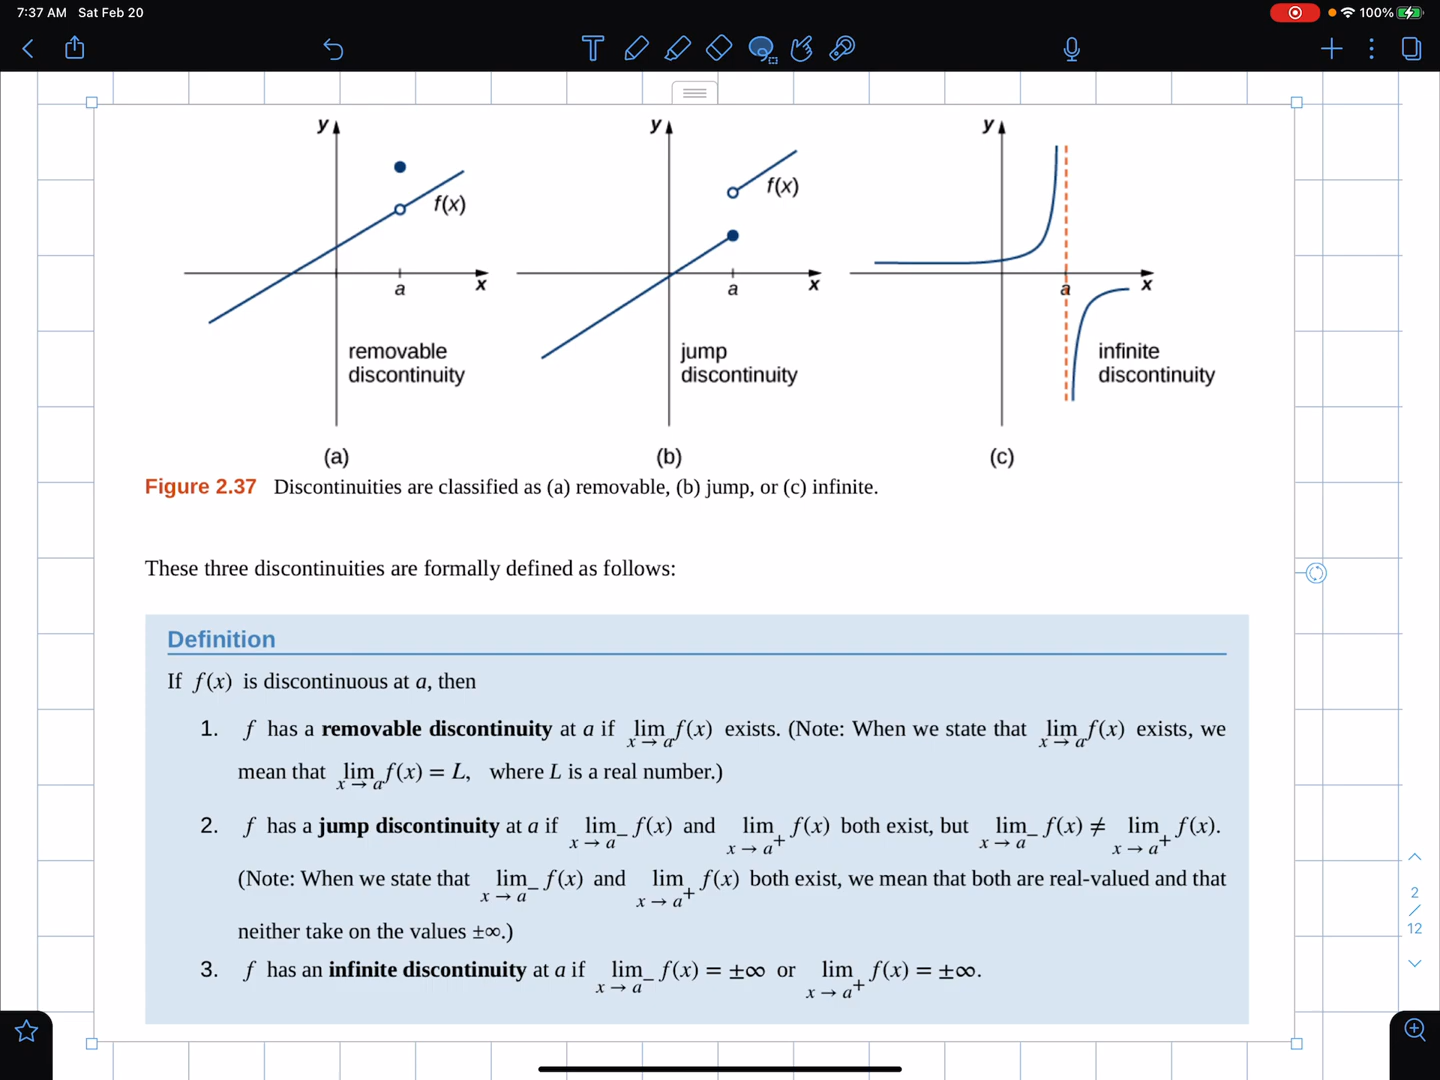 7:37 AM Sat Feb 20
100%
T
y
y
y
f(x)
f(x)
a
x
a
x
a
x
removable
discontinuity
jump
discontinuity
infinite
discontinuity
(a)
(b)
(c)
Figure 2.37 Discontinuities are classified as (a) removable, (b) jump, or (c) infinite.
These three discontinuities are formally defined as follows:
Definition
If f(x) is discontinuous at a, then
1. f has a removable discontinuity at a if lim x → a f(x) exists. (Note: When we state that lim x → a f(x) exists, we
mean that lim x → a f(x) = L, where L is a real number.)
2. f has a jump discontinuity at a if lim x → a⁻ f(x) and lim x → a⁺ f(x) both exist, but lim x → a⁻ f(x) ≠ lim x → a⁺ f(x).
(Note: When we state that lim x → a⁻ f(x) and lim x → a⁺ f(x) both exist, we mean that both are real-valued and that
neither take on the values ±∞.)
3. f has an infinite discontinuity at a if lim x → a⁻ f(x) = ±∞ or lim x → a⁺ f(x) = ±∞.
2
/
12